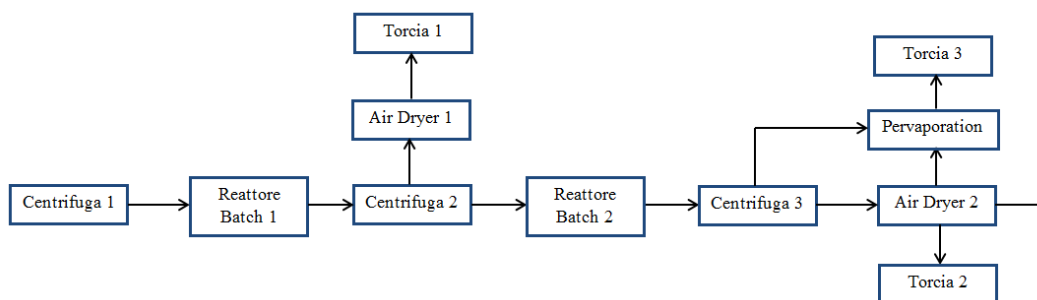 Torcia 1
Torcia 3
Air Dryer 1
Pervaporation
Centrifuga 1
Reattore
Batch 1
Centrifuga 2
Reattore
Batch 2
Centrifuga 3
Air Dryer 2
Torcia 2